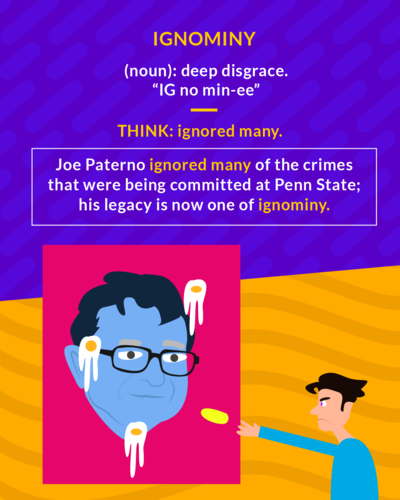 IGNOMINY
(noun): deep disgrace.
“IG no min-ee”
THINK: ignored many.
Joe Paterno ignored many of the crimes
that were being committed at Penn State;
his legacy is now one of ignominy.